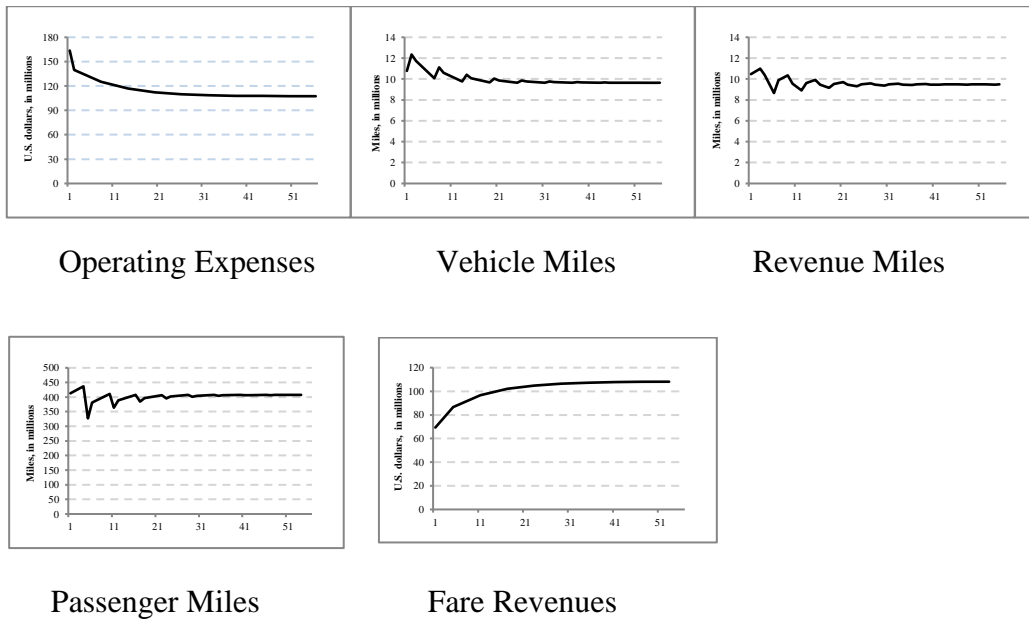 U.S. dollars, in millions
180
150
120
90
60
30
0
1 11 21 31 41 51
Operating Expenses
Miles, in millions
14
12
10
8
6
4
2
0
1 11 21 31 41 51
Vehicle Miles
Miles, in millions
14
12
10
8
6
4
2
0
1 11 21 31 41 51
Revenue Miles
Miles, in millions
500
450
400
350
300
250
200
150
100
50
0
1 11 21 31 41 51
Passenger Miles
U.S. dollars, in millions
120
100
80
60
40
20
0
1 11 21 31 41 51
Fare Revenues